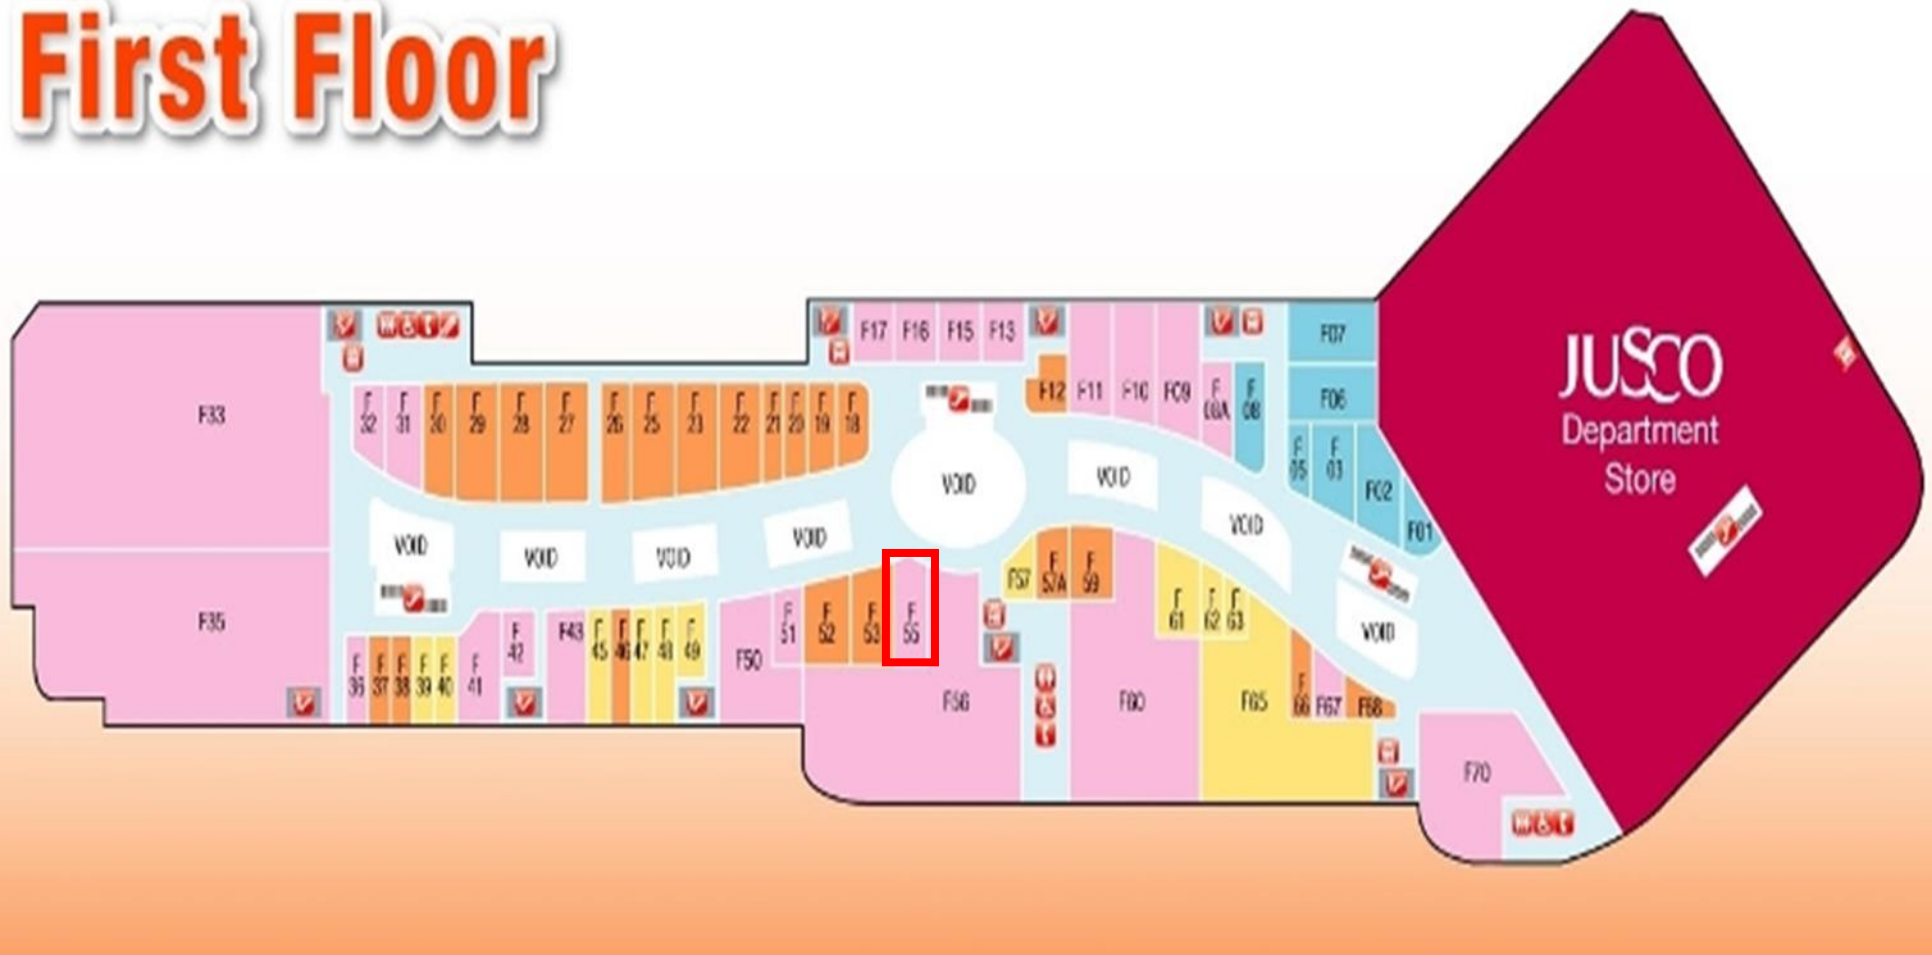 First Floor
F33
F35
F
32
F
31
F
30
F
29
F
28
F
27
F
26
F
25
F
23
F
22
F
21
F
20
F
19
F
18
F17
F16
F15
F13
F12
F11
F10
F09
F
08A
F
08
F07
F06
F
05
F
03
F02
F01
JUSCO
Department
Store
VOID
VOID
VOID
VOID
VOID
VOID
VOID
VOID
F
36
F
37
F
38
F
39
F
40
F
41
F
42
F43
F
45
F
46
F
47
F
48
F
49
F50
F
51
F
52
F
53
F
55
F56
F57
F
57A
F
59
F60
F
61
F
62
F
63
F65
F
66
F67
F68
F70